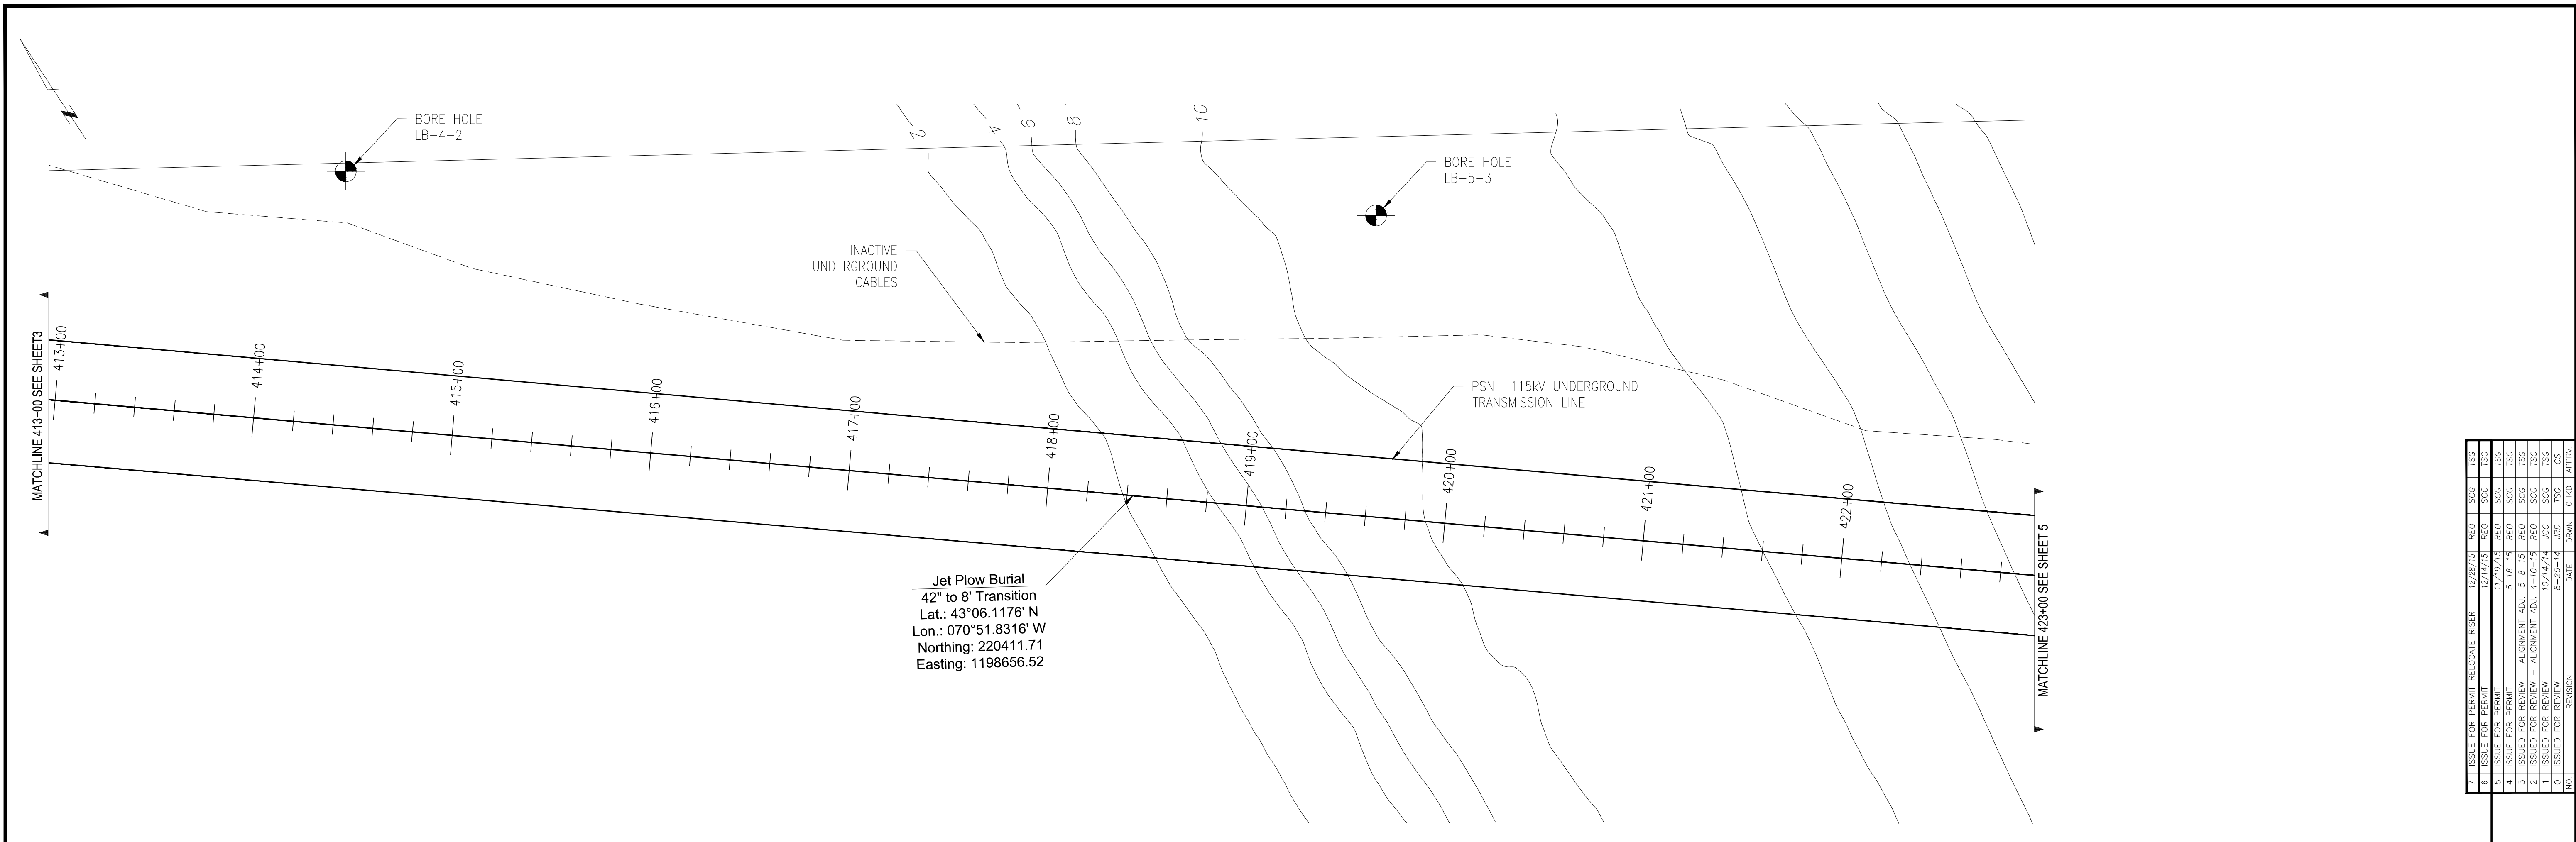 N
BORE HOLE
LB-4-2
2
4
6
8
10
BORE HOLE
LB-5-3
INACTIVE
UNDERGROUND
CABLES
MATCHLINE 413+00 SEE SHEET3
413+00
414+00
415+00
416+00
417+00
418+00
419+00
420+00
421+00
422+00
PSNH 115kV UNDERGROUND
TRANSMISSION LINE
MATCHLINE 423+00 SEE SHEET 5
Jet Plow Burial
42" to 8' Transition
Lat.: 43°06.1176' N
Lon.: 070°51.8316' W
Northing: 220411.71
Easting: 1198656.52
7 ISSUE FOR PERMIT RELOCATE RISER 12/28/15 REO SCG TSG
6 ISSUE FOR PERMIT 12/14/15 REO SCG TSG
5 ISSUE FOR PERMIT 11/19/15 REO SCG TSG
4 ISSUE FOR PERMIT 5-18-15 REO SCG TSG
3 ISSUED FOR REVIEW - ALIGNMENT ADJ. 5-8-15 REO SCG TSG
2 ISSUED FOR REVIEW - ALIGNMENT ADJ. 4-10-15 REO SCG TSG
1 ISSUED FOR REVIEW 10/14/14 JCC SCG TSG
0 ISSUED FOR REVIEW 8-25-14 JRD TSG CS
NO. REVISION DATE DRWN CHKD APPRV.